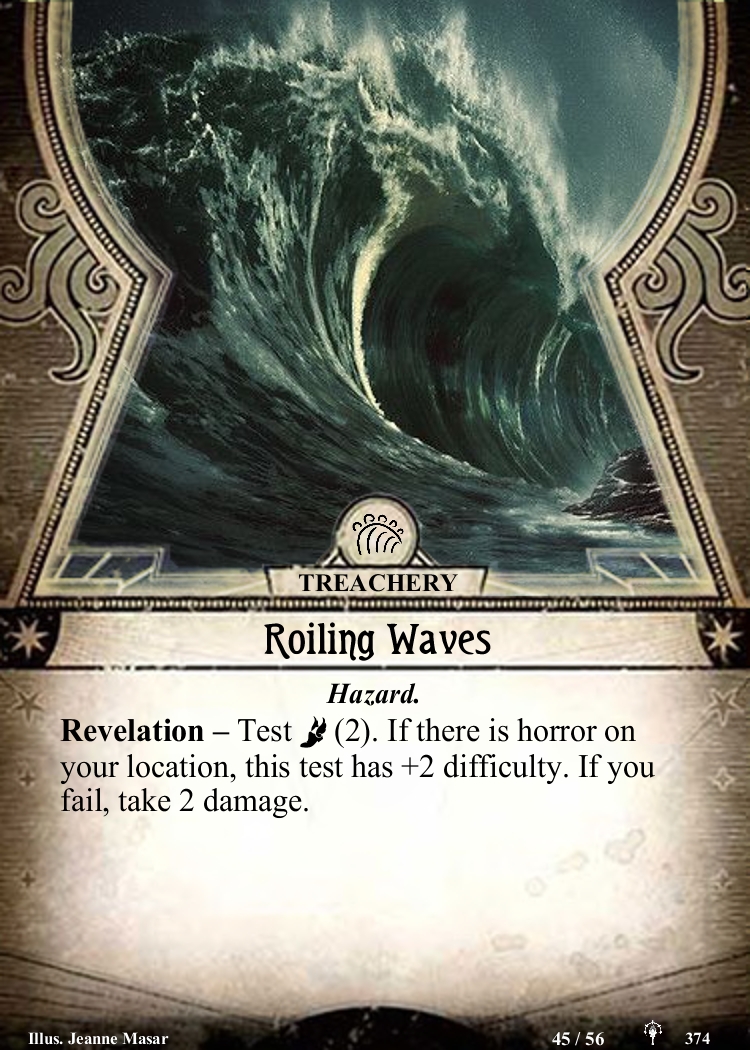 TREACHERY
Roiling Waves
Hazard.
Revelation – Test (2). If there is horror on
your location, this test has +2 difficulty. If you
fail, take 2 damage.
Illus. Jeanne Masar
45 / 56
374